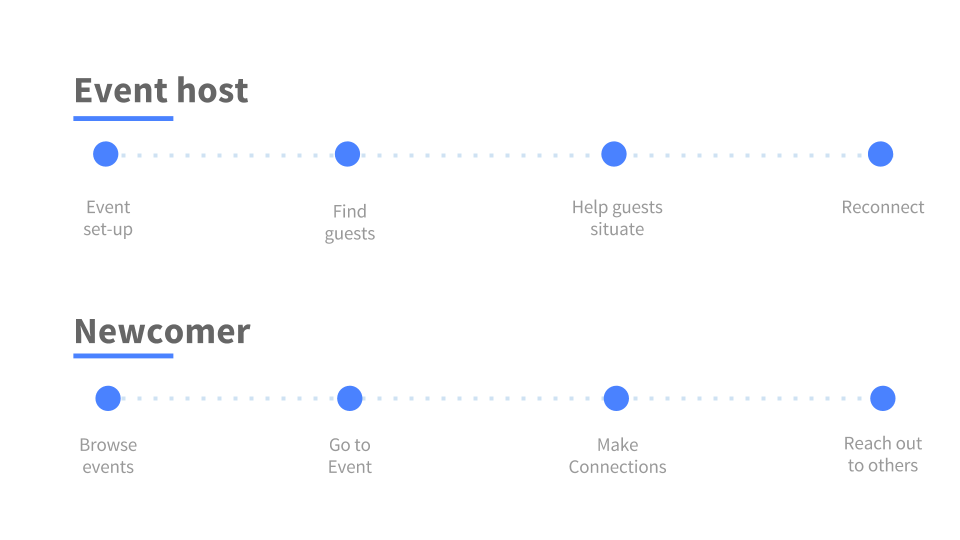 Event host
Event
set-up
Find
guests
Help guests
situate
Reconnect
Newcomer
Browse
events
Go to
Event
Make
Connections
Reach out
to others